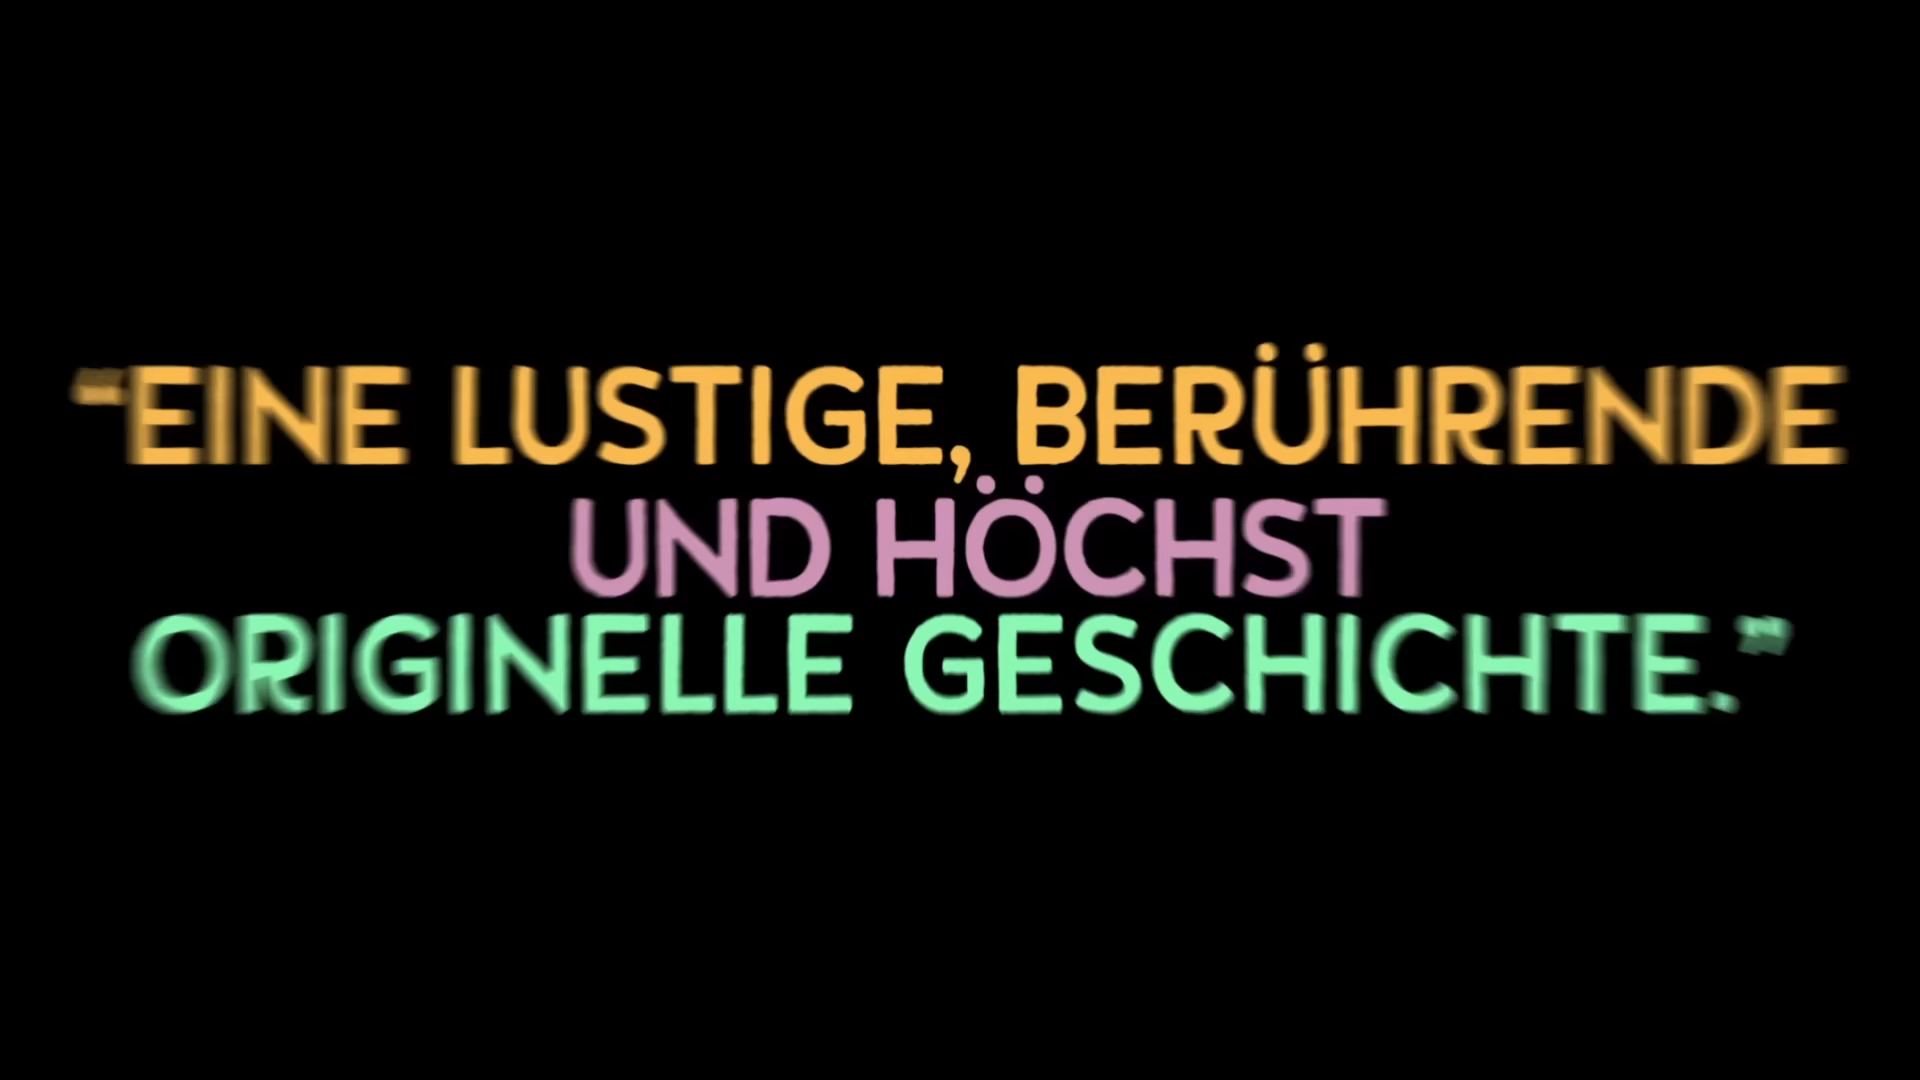 “EINE LUSTIGE, BERÜHRENDE
UND HÖCHST
ORIGINELLE GESCHICHTE.”